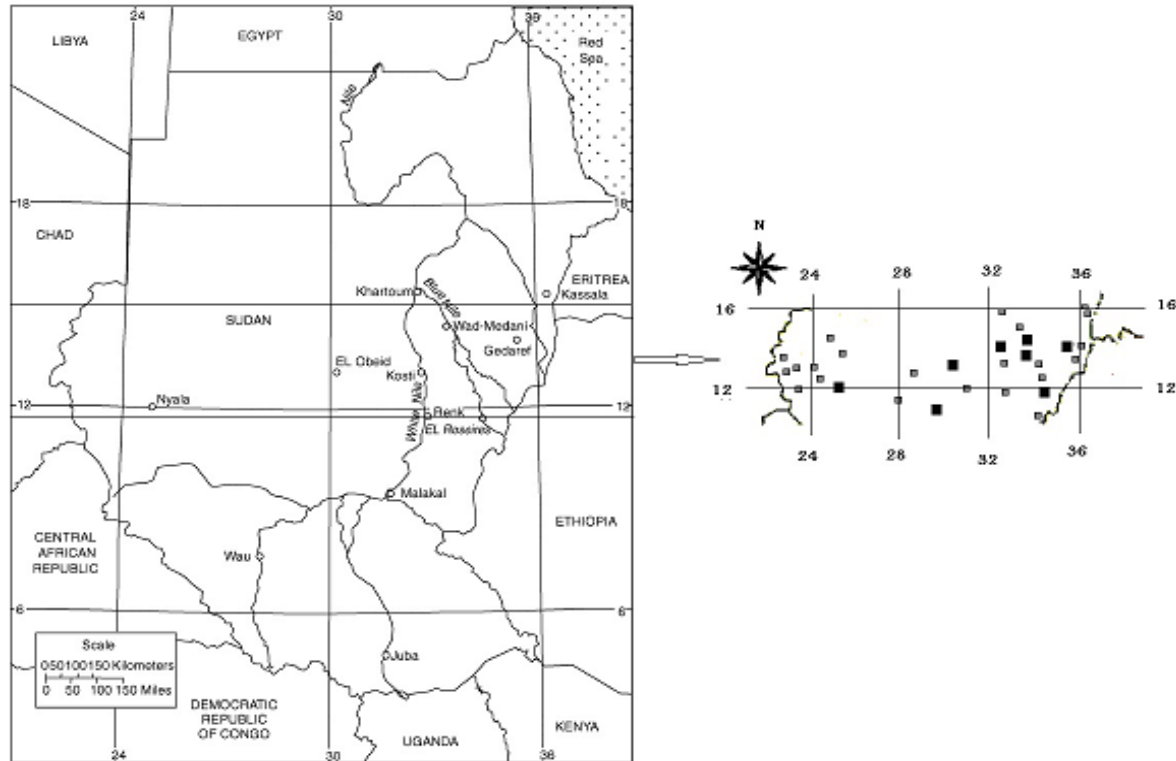 24
30
36
LIBYA
EGYPT
Red
Spa
Nile
18
18
CHAD
ERITREA
Khartoum
Kassala
Blue Nile
SUDAN
Wad-Medani
Gedaref
EL Obeid
Kosti
Nyala
12
12
White Nile
Renk
EL Rossires
Malakal
CENTRAL
AFRICAN
REPUBLIC
ETHIOPIA
Wau
6
6
Scale
050100150 Kilometers
0 50 100 150 Miles
Juba
DEMOCRATIC
REPUBLIC
OF CONGO
UGANDA
KENYA
24
30
36
N
24
28
32
36
16
16
12
12
24
28
32
36